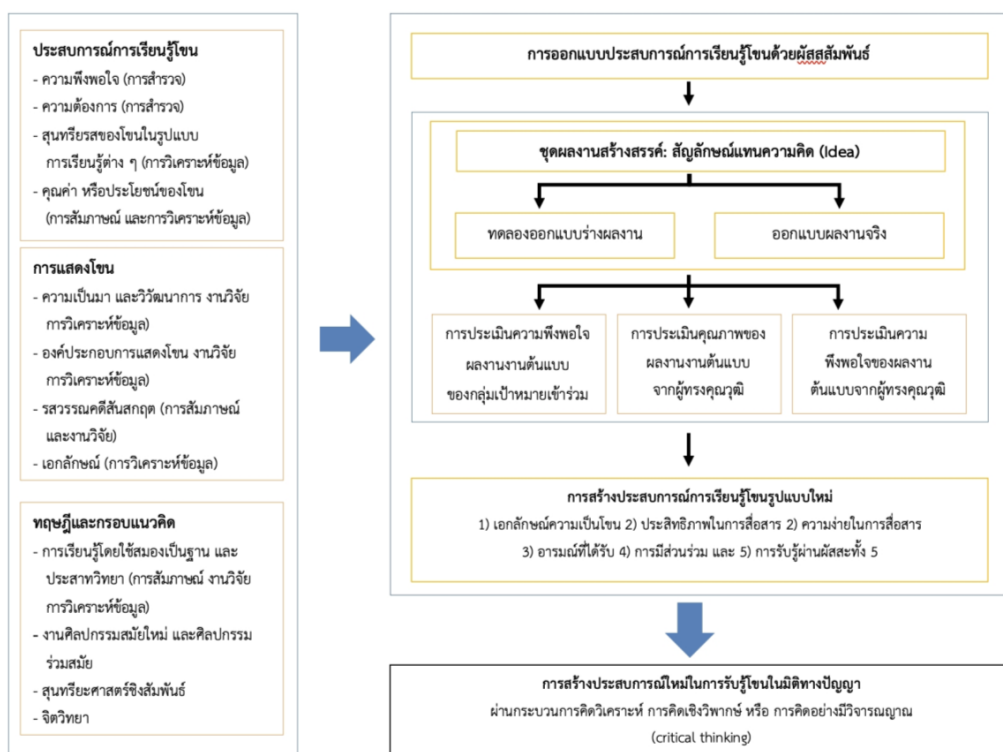 ประสบการณ์การเรียนรู้โขน
- ความพึงพอใจ (การสำรวจ)
- ความต้องการ (การสำรวจ)
- สุนทรียรสของโขนในรูปแบบ
การเรียนรู้ต่าง ๆ (การวิเคราะห์ข้อมูล)
- คุณค่า หรือประโยชน์ของโขน
(การสัมภาษณ์ และการวิเคราะห์ข้อมูล)
การแสดงโขน
- ความเป็นมา และวิวัฒนาการ งานวิจัย
การวิเคราะห์ข้อมูล)
- องค์ประกอบการแสดงโขน งานวิจัย
การวิเคราะห์ข้อมูล)
- รสวรรณคดีสันสกฤต (การสัมภาษณ์
และงานวิจัย)
- เอกลักษณ์ (การวิเคราะห์ข้อมูล)
ทฤษฎีและกรอบแนวคิด
- การเรียนรู้โดยใช้สมองเป็นฐาน และ
ประสาทวิทยา (การสัมภาษณ์ งานวิจัย
การวิเคราะห์ข้อมูล)
- งานศิลปกรรมสมัยใหม่ และศิลปกรรม
ร่วมสมัย
- สุนทรียะศาสตร์ชิงสัมพันธ์
- จิตวิทยา
การออกแบบประสบการณ์การเรียนรู้โขนด้วยผัสสสัมพันธ์
ชุดผลงานสร้างสรรค์: สัญลักษณ์แทนความคิด (Idea)
ทดลองออกแบบร่างผลงาน
ออกแบบผลงานจริง
การประเมินความพึงพอใจ
ผลงานงานต้นแบบ
ของกลุ่มเป้าหมายเข้าร่วม
การประเมินคุณภาพของ
ผลงานงานต้นแบบ
จากผู้ทรงคุณวุฒิ
การประเมินความ
พึงพอใจของผลงาน
ต้นแบบจากผู้ทรงคุณวุฒิ
การสร้างประสบการณ์การเรียนรู้โขนรูปแบบใหม่
1) เอกลักษณ์ความเป็นโขน 2) ประสิทธิภาพในการสื่อสาร 2) ความง่ายในการสื่อสาร
3) อารมณ์ที่ได้รับ 4) การมีส่วนร่วม และ 5) การรับรู้ผ่านผัสสะทั้ง 5
การสร้างประสบการณ์ใหม่ในการรับรู้โขนในมิติทางปัญญา
ผ่านกระบวนการคิดวิเคราะห์ การคิดเชิงวิพากษ์ หรือ การคิดอย่างมีวิจารณญาณ
(critical thinking)